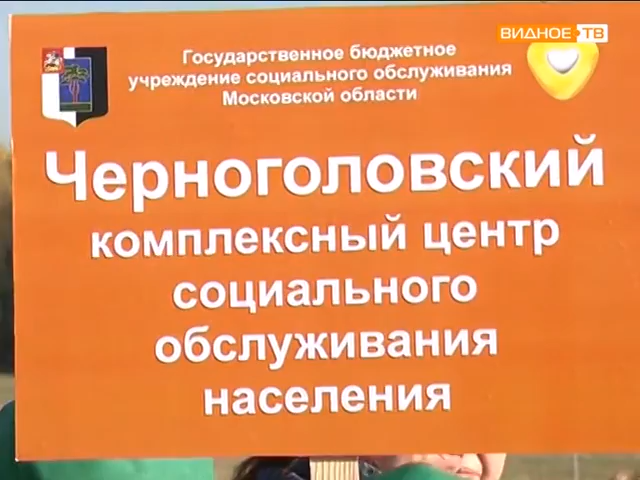 ВИДНОЕ ТВ
Государственное бюджетное
учреждение социального обслуживания
Московской области
Черноголовский
комплексный центр
социального
обслуживания
населения